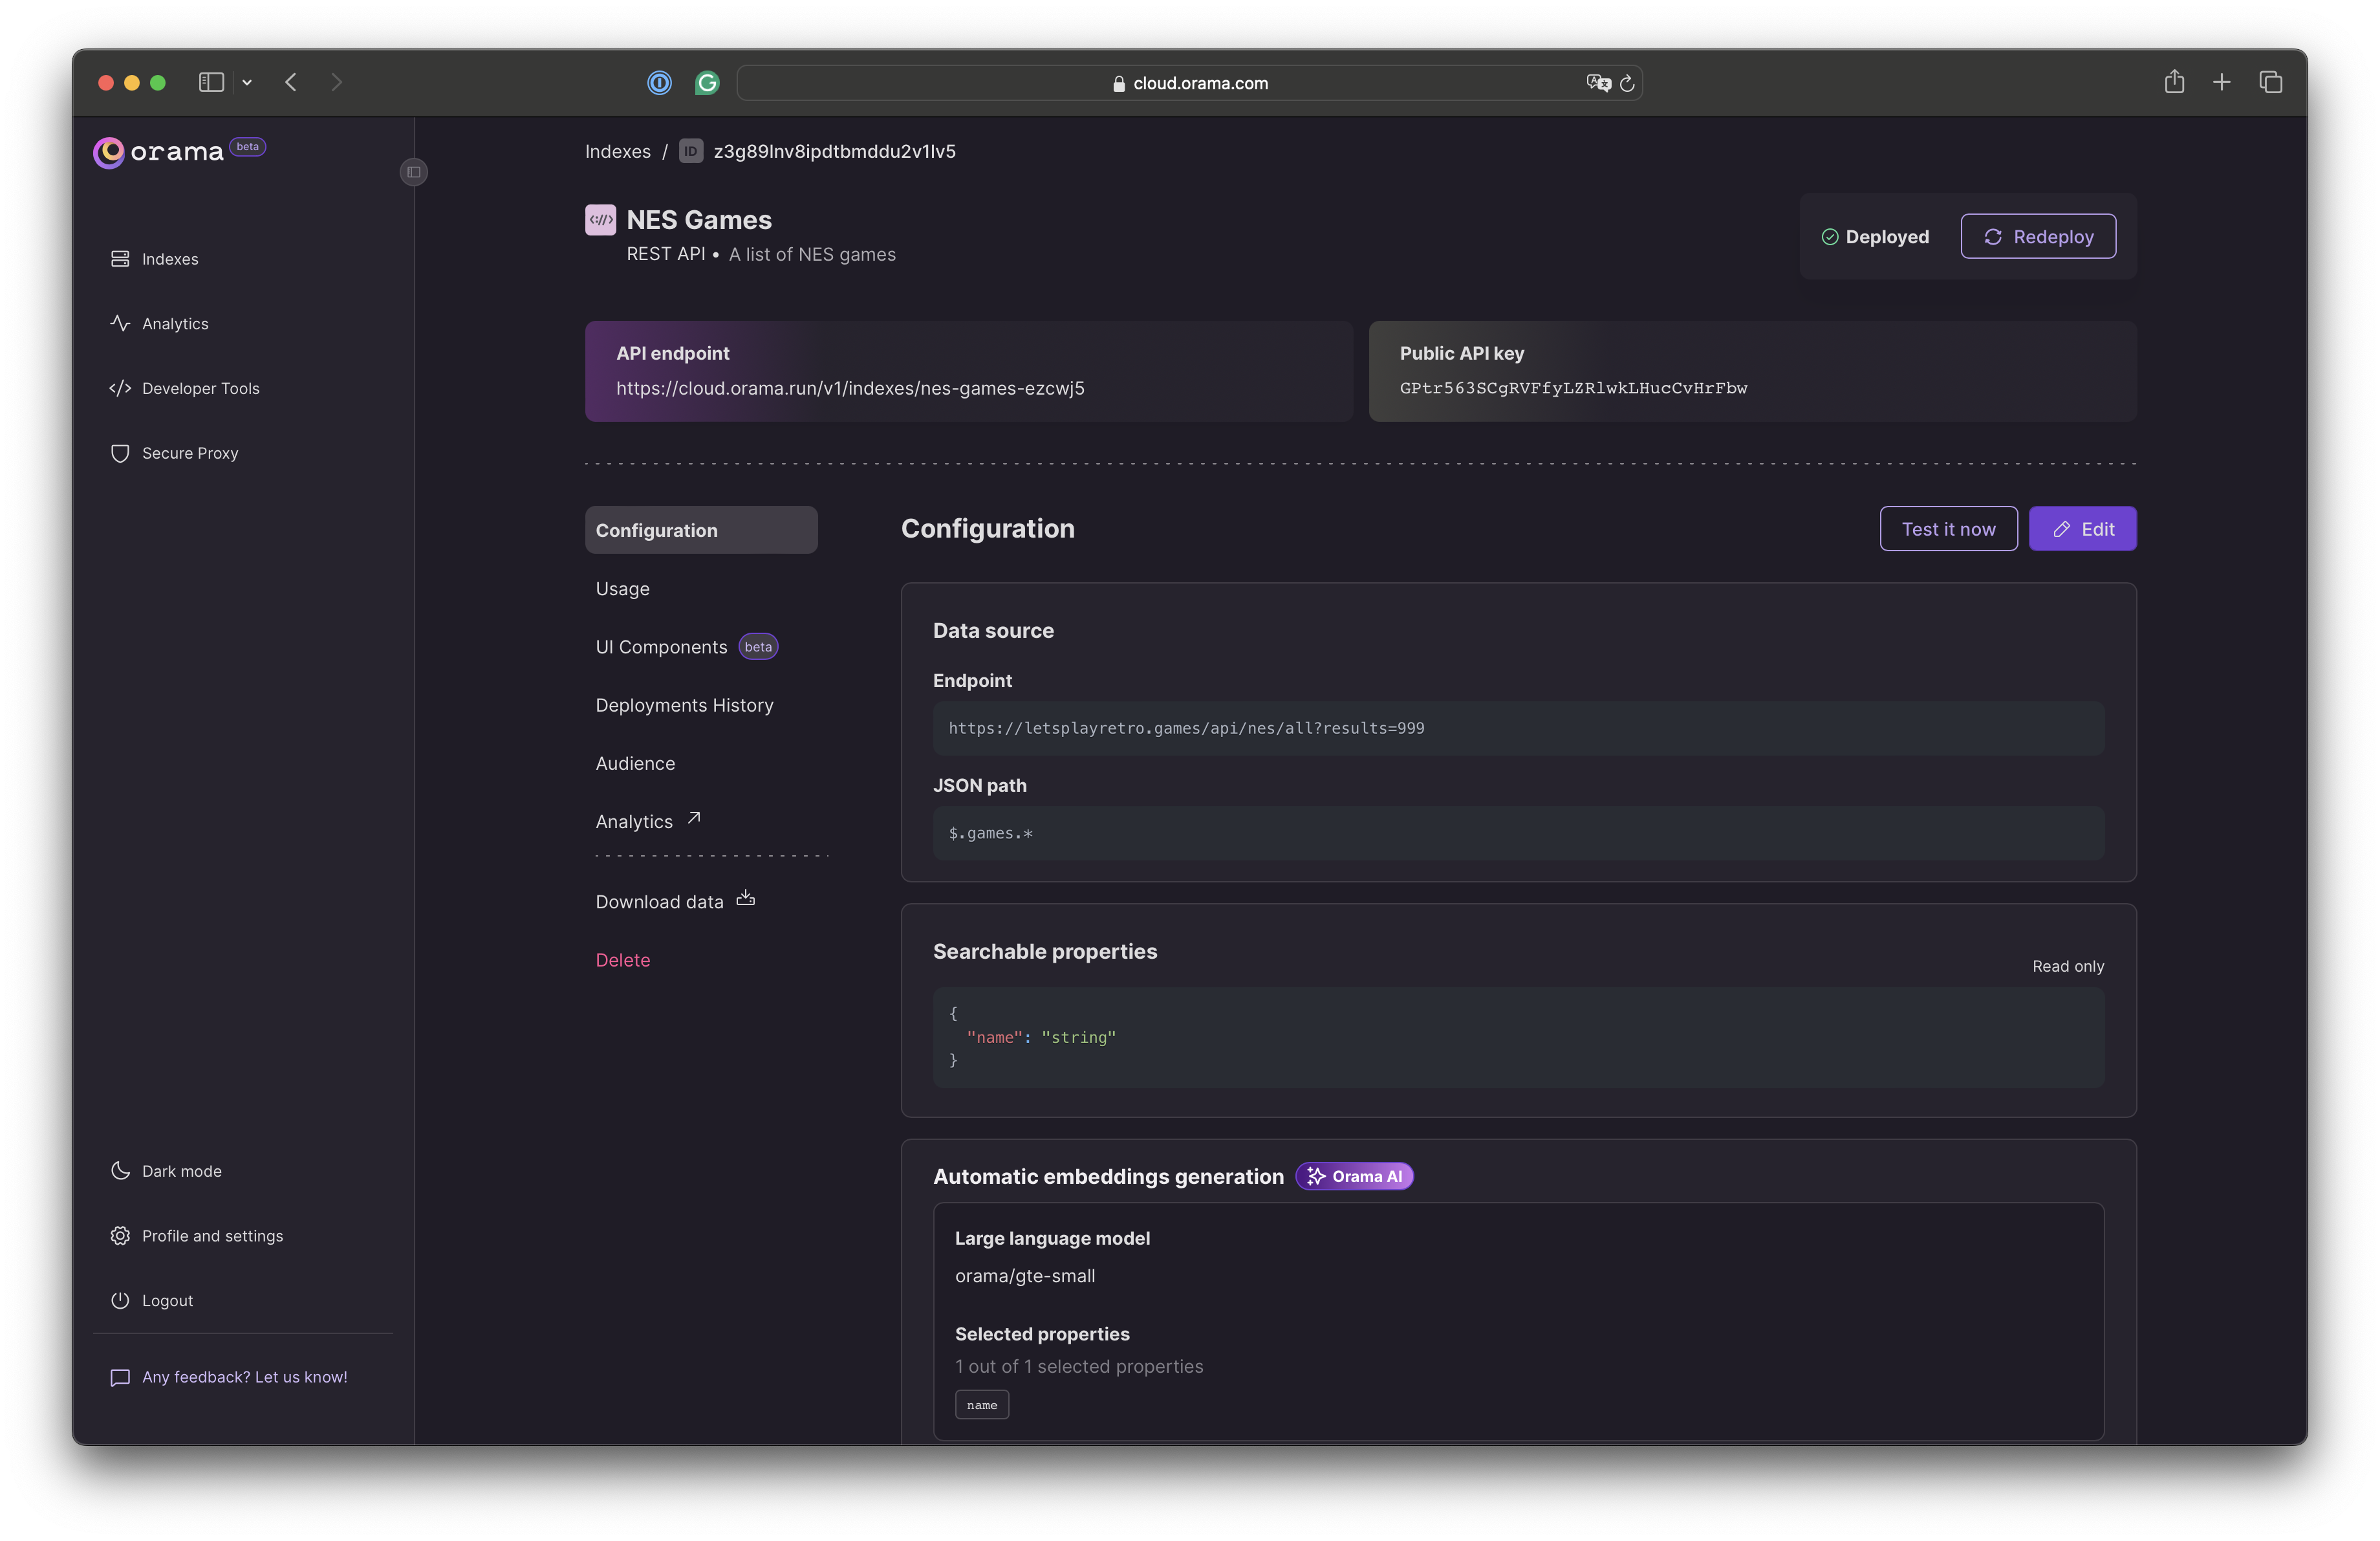 cloud.orama.com
orama beta
Indexes
Analytics
Developer Tools
Secure Proxy
Dark mode
Profile and settings
Logout
Any feedback? Let us know!
Indexes / ID z3g89lnv8ipdtbmddu2v1lv5
NES Games
REST API • A list of NES games
Deployed
Redeploy
API endpoint
https://cloud.orama.run/v1/indexes/nes-games-ezcwj5
Public API key
GPtr563SCgRVFfyLZRlwkLHucCvHrFbw
Configuration
Usage
UI Components beta
Deployments History
Audience
Analytics
Download data
Delete
Configuration
Test it now
Edit
Data source
Endpoint
https://letsplayretro.games/api/nes/all?results=999
JSON path
$.games.*
Searchable properties
Read only
{
"name": "string"
}
Automatic embeddings generation Orama AI
Large language model
orama/gte-small
Selected properties
1 out of 1 selected properties
name